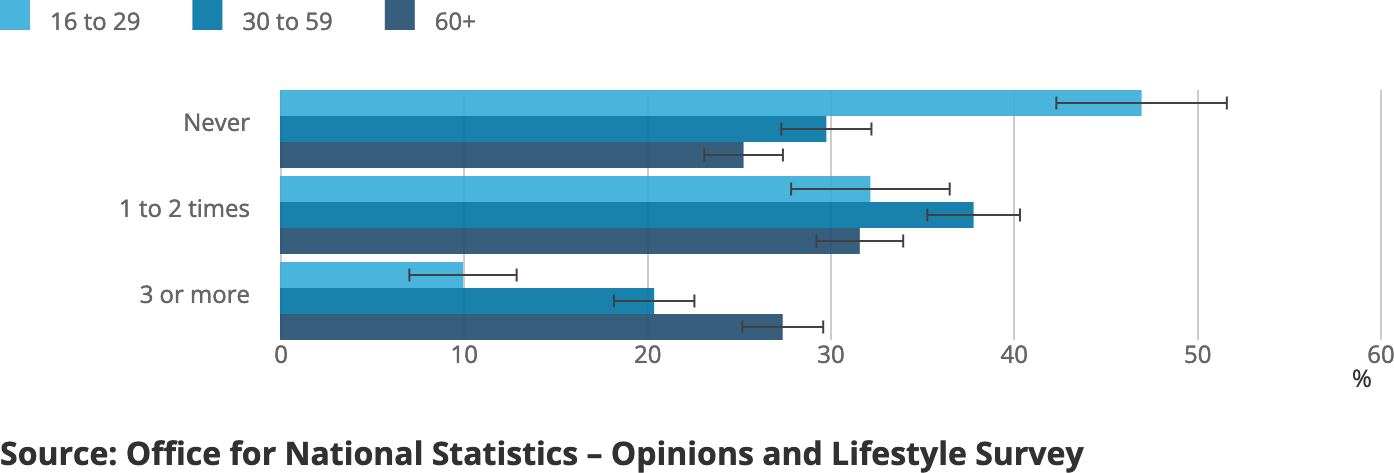 16 to 29 30 to 59 60+
Never
1 to 2 times
3 or more
0 10 20 30 40 50 60
%
Source: Office for National Statistics – Opinions and Lifestyle Survey